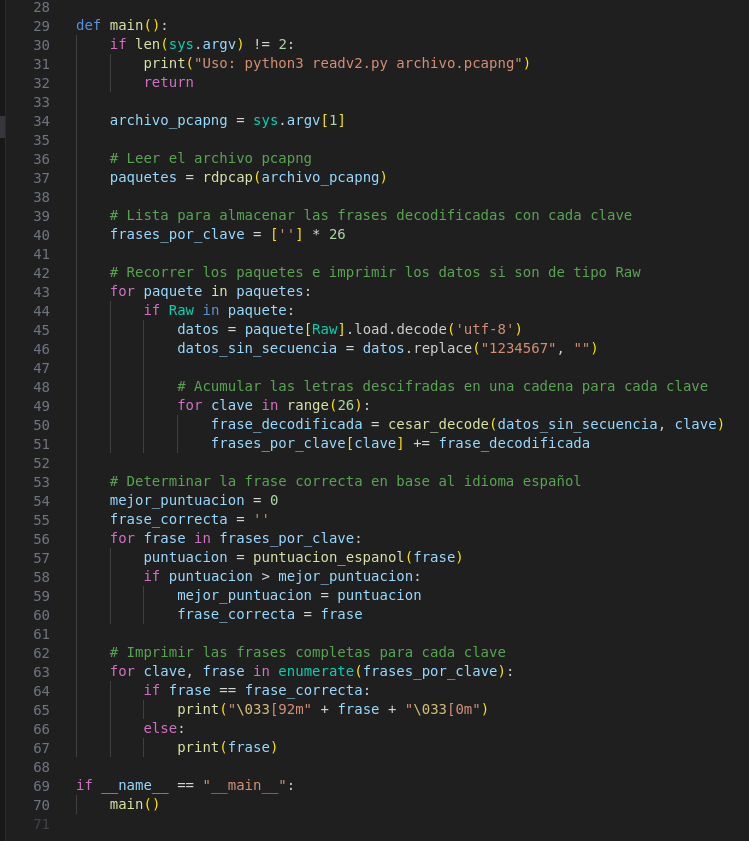 28
29 def main():
30     if len(sys.argv) != 2:
31         print("Uso: python3 readv2.py archivo.pcapng")
32         return
33
34     archivo_pcapng = sys.argv[1]
35
36     # Leer el archivo pcapng
37     paquetes = rdpcap(archivo_pcapng)
38
39     # Lista para almacenar las frases decodificadas con cada clave
40     frases_por_clave = [''] * 26
41
42     # Recorrer los paquetes e imprimir los datos si son de tipo Raw
43     for paquete in paquetes:
44         if Raw in paquete:
45             datos = paquete[Raw].load.decode('utf-8')
46             datos_sin_secuencia = datos.replace("1234567", "")
47
48             # Acumular las letras descifradas en una cadena para cada clave
49             for clave in range(26):
50                 frase_decodificada = cesar_decode(datos_sin_secuencia, clave)
51                 frases_por_clave[clave] += frase_decodificada
52
53     # Determinar la frase correcta en base al idioma español
54     mejor_puntuacion = 0
55     frase_correcta = ''
56     for frase in frases_por_clave:
57         puntuacion = puntuacion_espanol(frase)
58         if puntuacion > mejor_puntuacion:
59             mejor_puntuacion = puntuacion
60             frase_correcta = frase
61
62     # Imprimir las frases completas para cada clave
63     for clave, frase in enumerate(frases_por_clave):
64         if frase == frase_correcta:
65             print("\033[92m" + frase + "\033[0m")
66         else:
67             print(frase)
68
69 if __name__ == "__main__":
70     main()
71